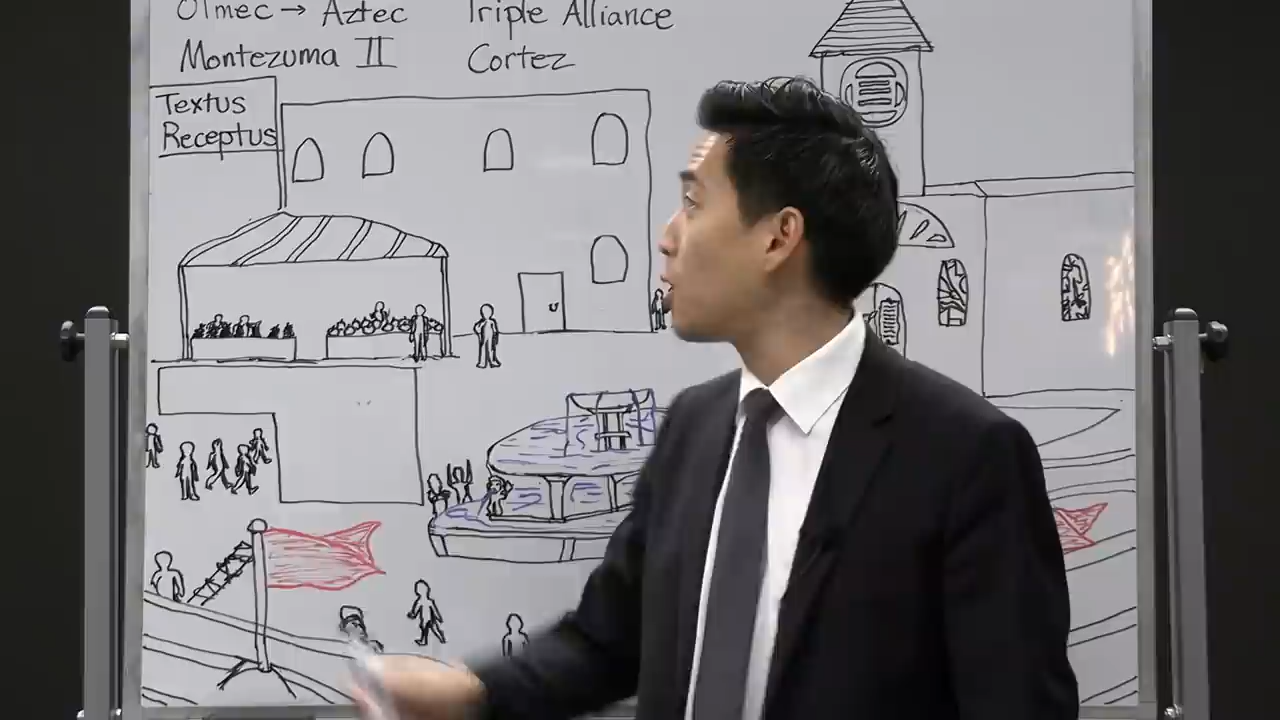 Olmec → Aztec
Triple Alliance
Montezuma II
Cortez
Textus
Receptus